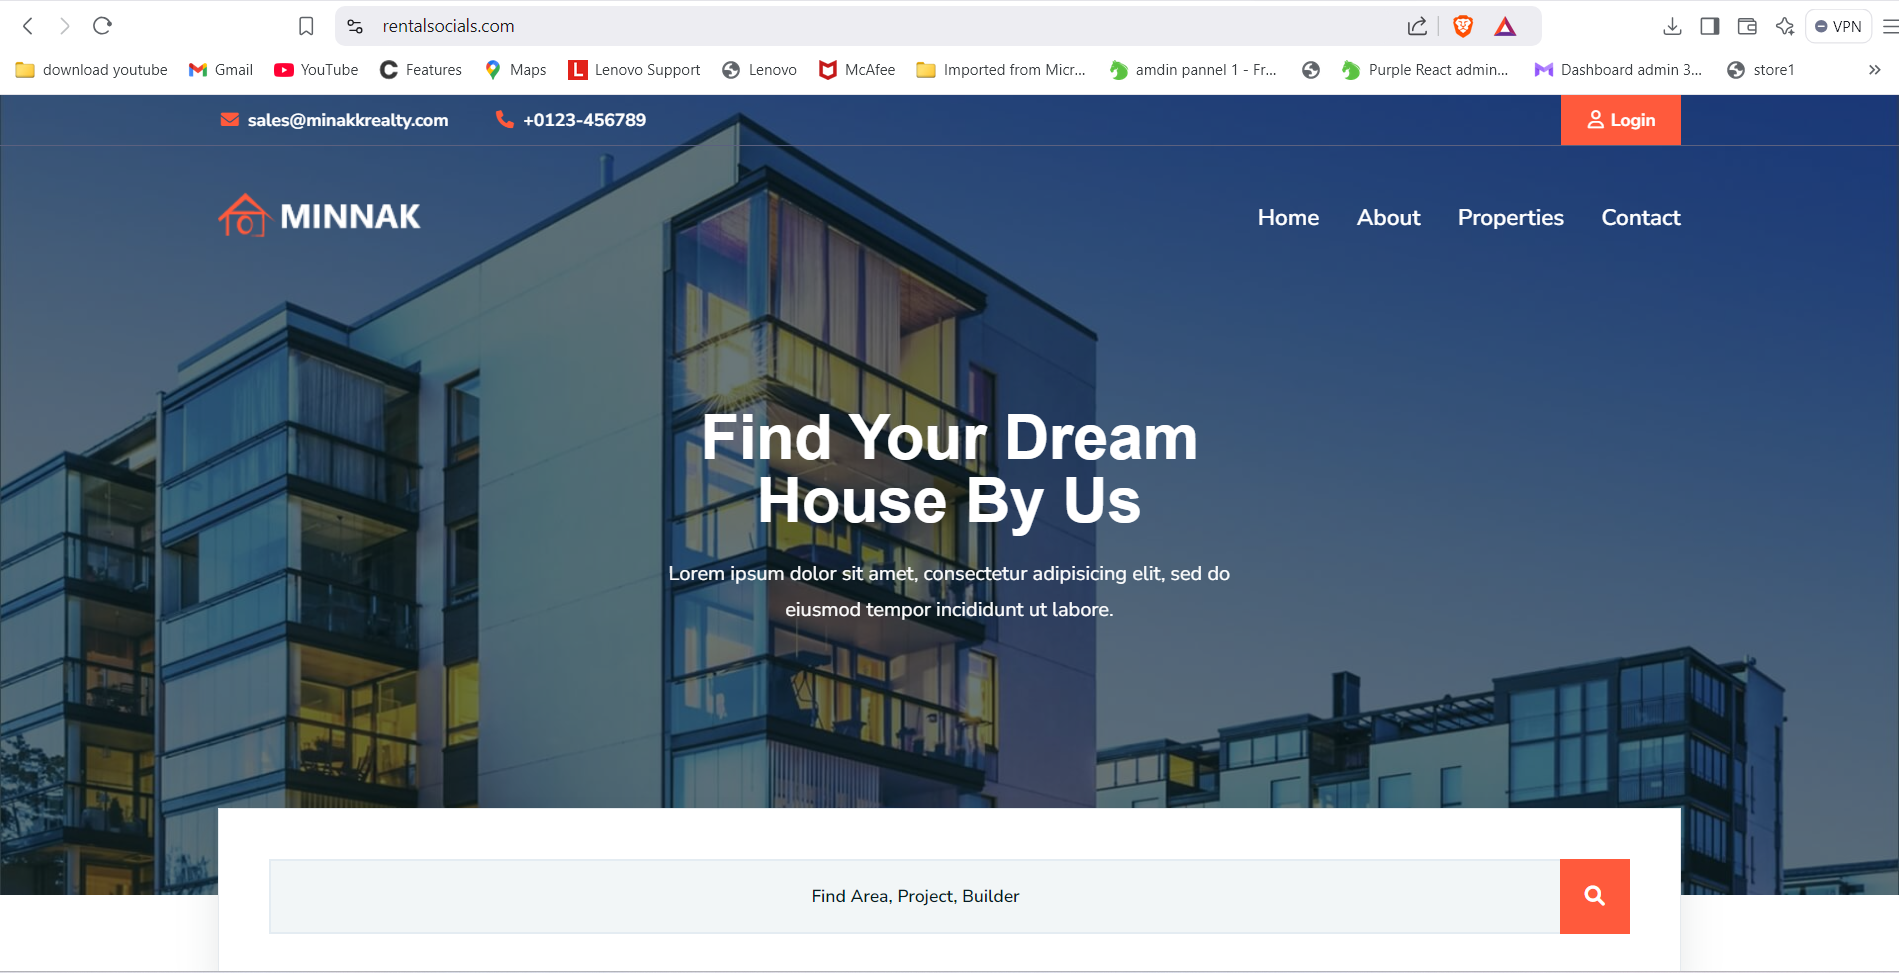 rentalsocials.com
VPN
download youtube
Gmail
YouTube
Features
Maps
Lenovo Support
Lenovo
McAfee
Imported from Micr...
amdin pannel 1 - Fr...
Purple React admin...
Dashboard admin 3...
store1
sales@minakkrealty.com
+0123-456789
Login
MINNAK
Home
About
Properties
Contact
Find Your Dream
House By Us
Lorem ipsum dolor sit amet, consectetur adipisicing elit, sed do
eiusmod tempor incididunt ut labore.
Find Area, Project, Builder